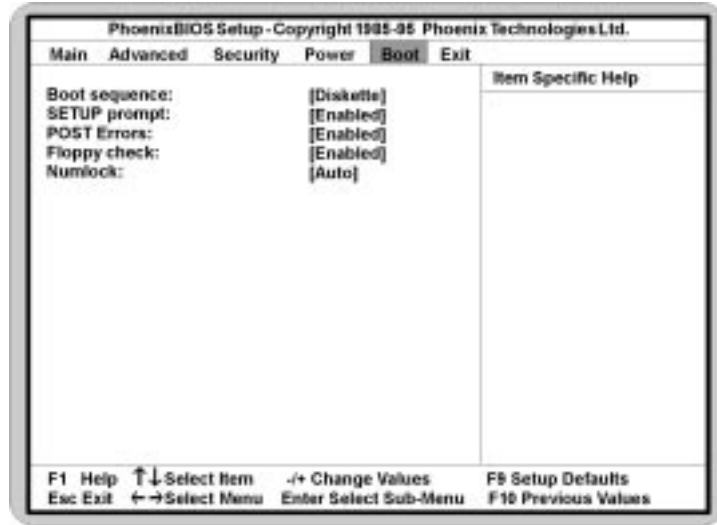 PhoenixBIOS Setup - Copyright 1985-95 Phoenix Technologies Ltd.
Main Advanced Security Power Boot Exit
Item Specific Help
Boot sequence: [Diskette]
SETUP prompt: [Enabled]
POST Errors: [Enabled]
Floppy check: [Enabled]
Numlock: [Auto]
F1 Help ↑↓ Select Item -/+ Change Values F9 Setup Defaults
Esc Exit ←→ Select Menu Enter Select Sub-Menu F10 Previous Values